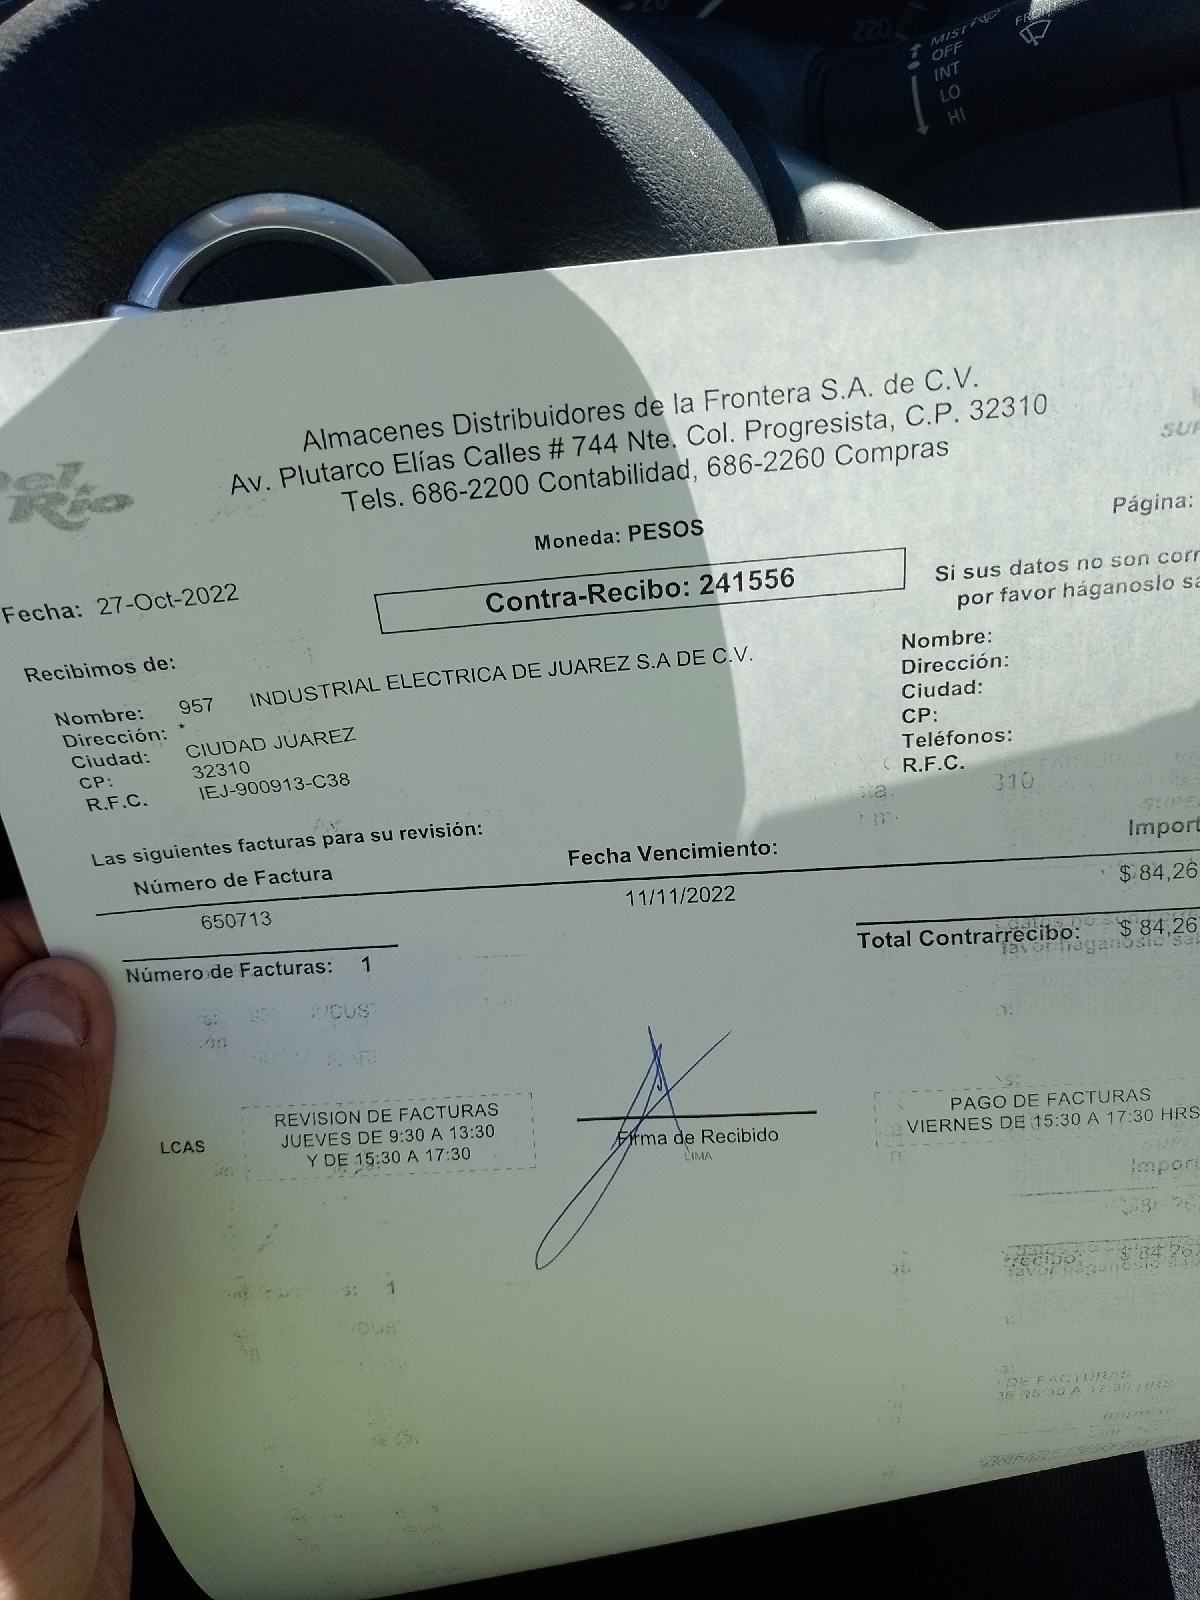 220
MIST
OFF
INT
LO
HI
Almacenes Distribuidores de la Frontera S.A. de C.V.
Av. Plutarco Elías Calles # 744 Nte. Col. Progresista, C.P. 32310
Tels. 686-2200 Contabilidad, 686-2260 Compras
Del Rio
Moneda: PESOS
Página:
Fecha: 27-Oct-2022
Contra-Recibo: 241556
Si sus datos no son corr
por favor háganoslo sa
Recibimos de:
Nombre: 957 INDUSTRIAL ELECTRICA DE JUAREZ S.A DE C.V.
Dirección: *
Ciudad: CIUDAD JUAREZ
CP: 32310
R.F.C. IEJ-900913-C38
Nombre:
Dirección:
Ciudad:
CP:
Teléfonos:
R.F.C.
Las siguientes facturas para su revisión:
Número de Factura Fecha Vencimiento: Import
650713 11/11/2022 $ 84,26
Total Contrarrecibo: $ 84,26
Número de Facturas: 1
LCAS
REVISION DE FACTURAS
JUEVES DE 9:30 A 13:30
Y DE 15:30 A 17:30
Firma de Recibido
LIMA
PAGO DE FACTURAS
VIERNES DE 15:30 A 17:30 HRS